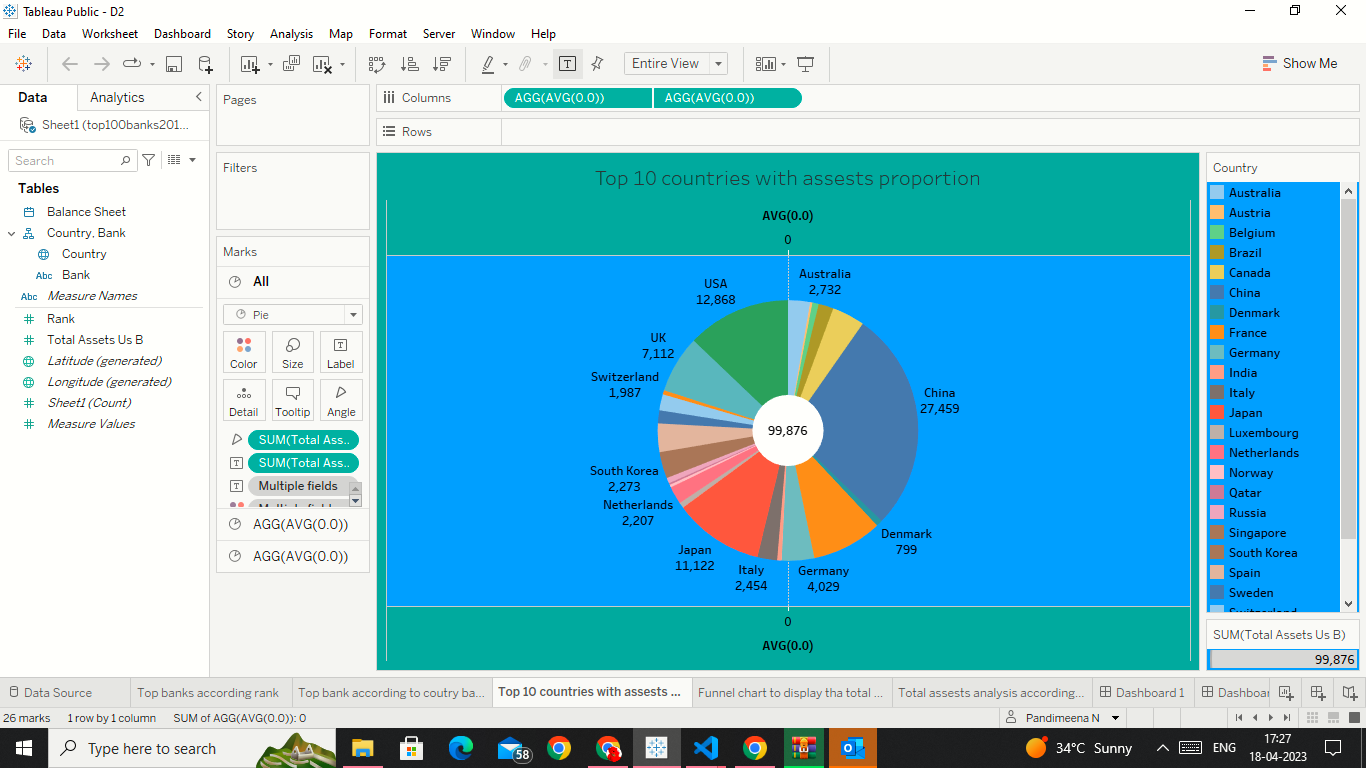 Tableau Public - D2
File Data Worksheet Dashboard Story Analysis Map Format Server Window Help
Entire View
Show Me
Data Analytics
Sheet1 (top100banks201...
Search
Tables
Balance Sheet
Country, Bank
Country
Abc Bank
Abc Measure Names
Rank
Total Assets Us B
Latitude (generated)
Longitude (generated)
Sheet1 (Count)
Measure Values
Pages
Filters
Marks
All
Pie
Color Size Label
Detail Tooltip Angle
SUM(Total Ass..
SUM(Total Ass..
Multiple fields
AGG(AVG(0.0))
AGG(AVG(0.0))
Columns AGG(AVG(0.0)) AGG(AVG(0.0))
Rows
Top 10 countries with assests proportion
AVG(0.0)
0
Australia
2,732
USA
12,868
UK
7,112
Switzerland
1,987
China
27,459
99,876
South Korea
2,273
Netherlands
2,207
Denmark
799
Japan
11,122
Italy
2,454
Germany
4,029
0
AVG(0.0)
Country
Australia
Austria
Belgium
Brazil
Canada
China
Denmark
France
Germany
India
Italy
Japan
Luxembourg
Netherlands
Norway
Qatar
Russia
Singapore
South Korea
Spain
Sweden
Switzerland
SUM(Total Assets Us B)
99,876
Data Source Top banks according rank Top bank according to coutry ba... Top 10 countries with assests ... Funnel chart to display tha total ... Total assests analysis according... Dashboard 1 Dashboar
26 marks 1 row by 1 column SUM of AGG(AVG(0.0)): 0 Pandimeena N
Type here to search 58 34°C Sunny ENG 17:27
18-04-2023